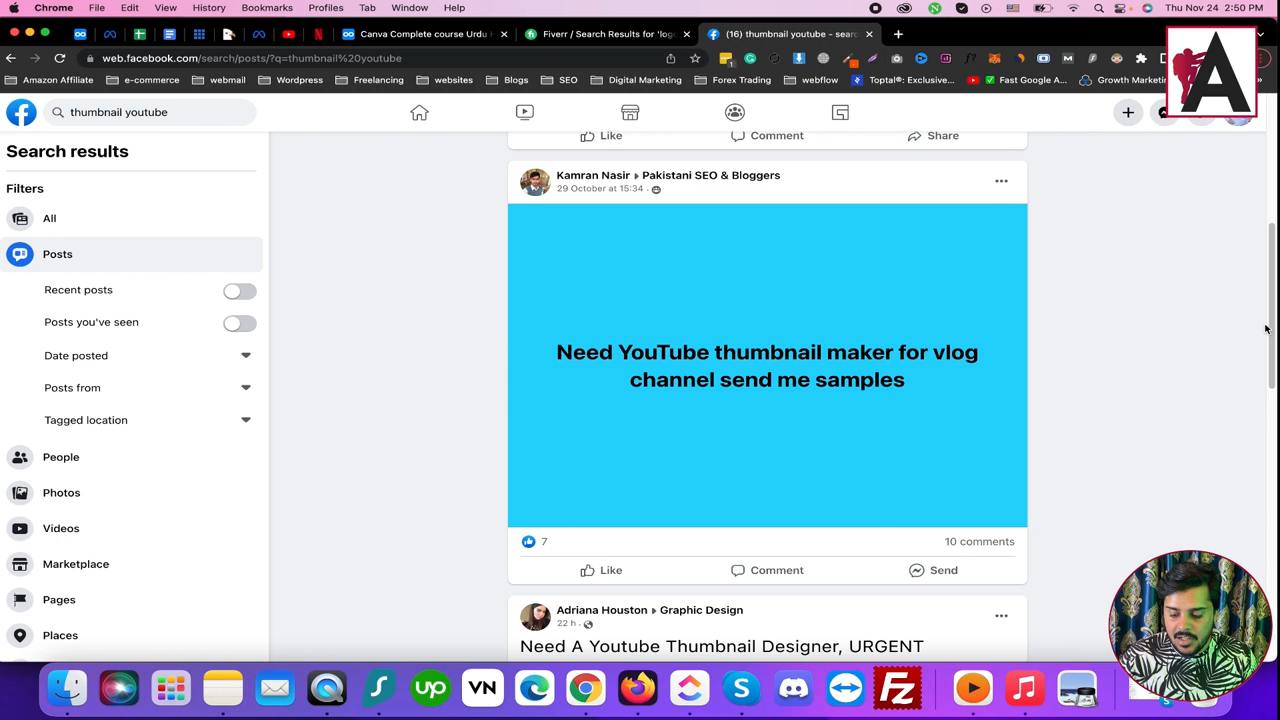 Chrome File Edit View History Bookmarks Profiles Tab Window Help Thu Nov 24 2:50 PM
Canva Complete course Urdu Fiverr / Search Results for 'log (16) thumbnail youtube - sear
web.facebook.com/search/posts/?q=thumbnail%20youtube
Amazon Affiliate e-commerce webmail Wordpress Freelancing websites Blogs SEO Digital Marketing Forex Trading webflow Toptal®: Exclusive... Fast Google A... Growth Market
A
thumbnail youtube
Like Comment Share
Search results
Filters
All
Posts
Recent posts
Posts you've seen
Date posted
Posts from
Tagged location
People
Photos
Videos
Marketplace
Pages
Places
Kamran Nasir Pakistani SEO & Bloggers
29 October at 15:34
Need YouTube thumbnail maker for vlog
channel send me samples
7 10 comments
Like Comment Send
Adriana Houston Graphic Design
22 h
Need A Youtube Thumbnail Designer, URGENT
up VN Fz